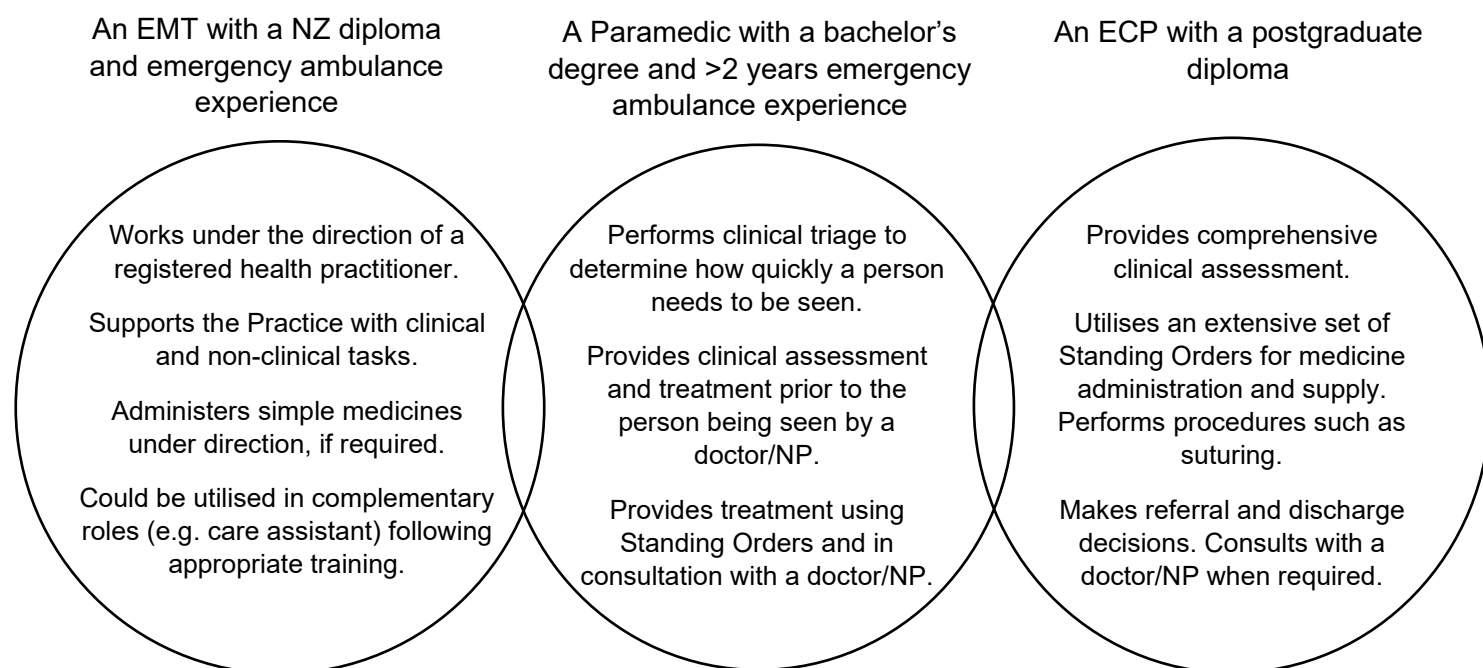 An EMT with a NZ diploma
and emergency ambulance
experience
A Paramedic with a bachelor's
degree and >2 years emergency
ambulance experience
An ECP with a postgraduate
diploma
Works under the direction of a
registered health practitioner.
Supports the Practice with clinical
and non-clinical tasks.
Administers simple medicines
under direction, if required.
Could be utilised in complementary
roles (e.g. care assistant) following
appropriate training.
Performs clinical triage to
determine how quickly a person
needs to be seen.
Provides clinical assessment
and treatment prior to the
person being seen by a
doctor/NP.
Provides treatment using
Standing Orders and in
consultation with a doctor/NP.
Provides comprehensive
clinical assessment.
Utilises an extensive set of
Standing Orders for medicine
administration and supply.
Performs procedures such as
suturing.
Makes referral and discharge
decisions. Consults with a
doctor/NP when required.